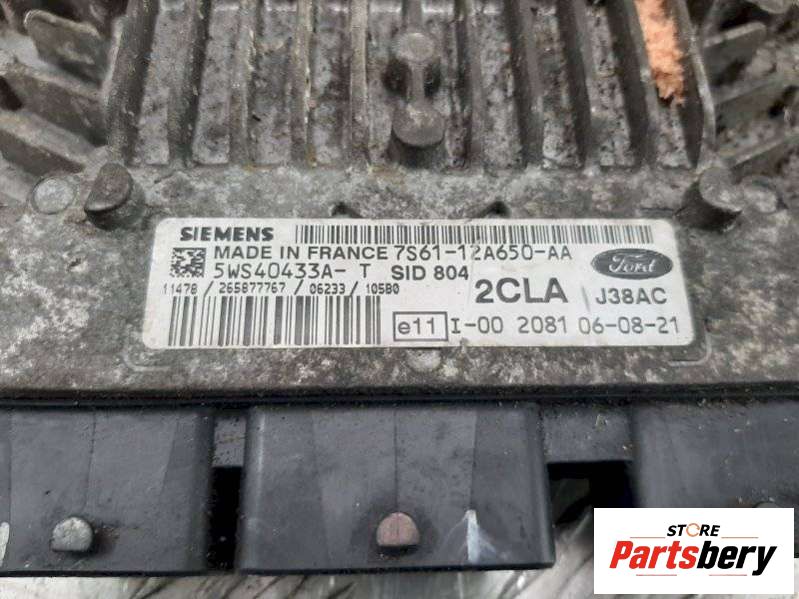 SIEMENS
MADE IN FRANCE 7S61-12A650-AA
5WS40433A- T SID 804
Ford
11478 / 265877767 / 06233 / 105B0
2CLA J38AC
e11 I-00 2081 06-08-21
STORE
Partsbery